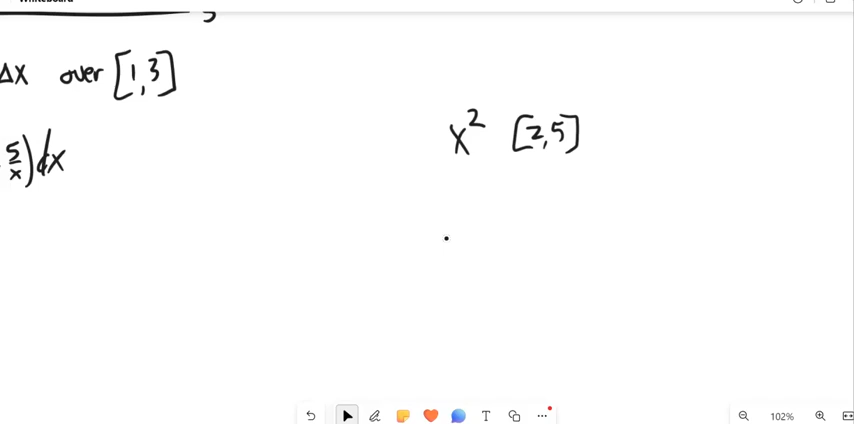 Whiteboard
Δx over [1,3]
5/x) dx
x² [2,5]
T
102%